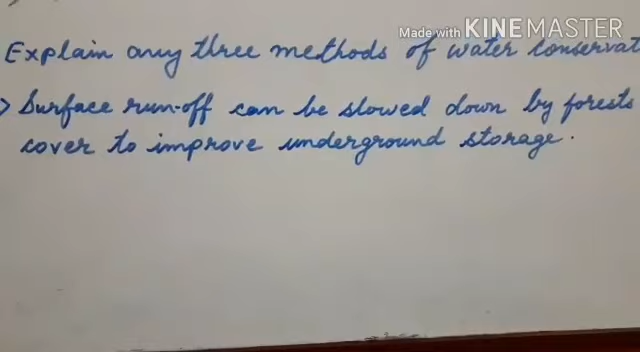 Made with KINEMASTER
Explain any three methods of water conservat
> Surface run-off can be slowed down by forests
cover to improve underground storage.